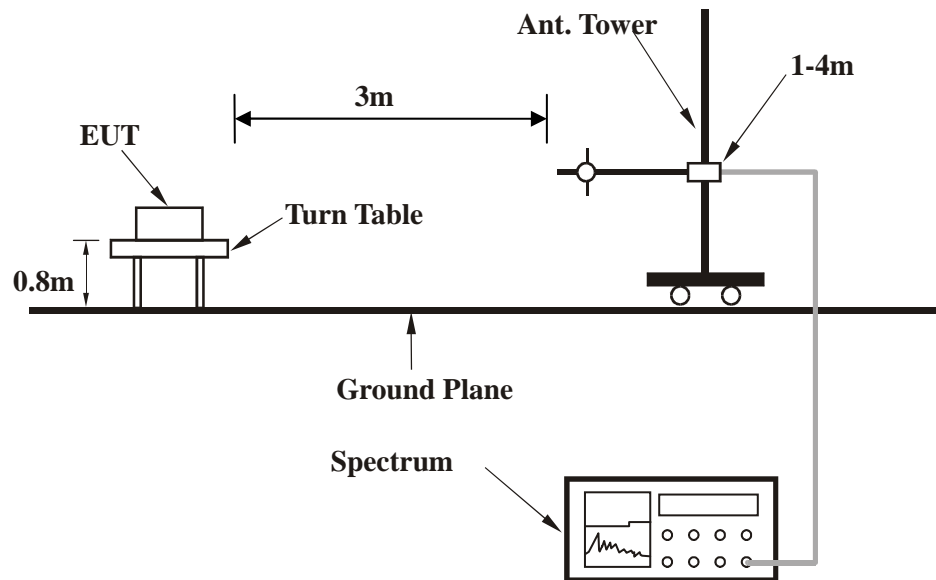 Ant. Tower
1-4m
3m
EUT
Turn Table
0.8m
Ground Plane
Spectrum